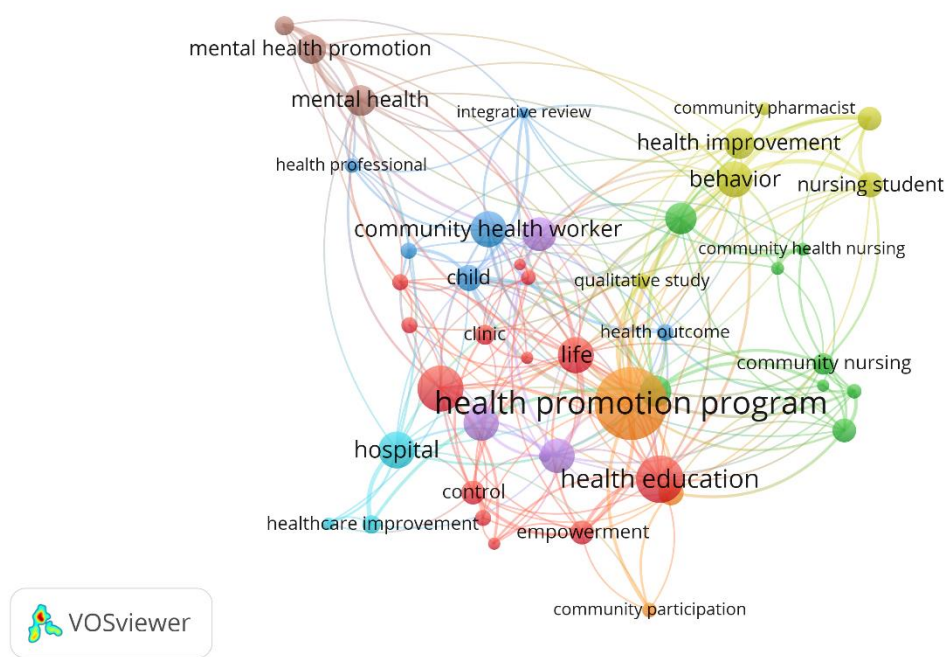 mental health promotion
mental health
integrative review
community pharmacist
health improvement
health professional
behavior
nursing student
community health worker
community health nursing
child
qualitative study
clinic
health outcome
life
community nursing
health promotion program
hospital
health education
control
healthcare improvement
empowerment
community participation
VOSviewer